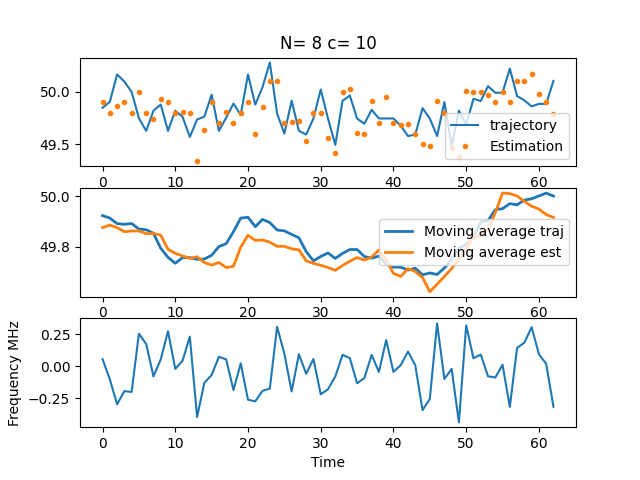 N= 8 c= 10
50.0
49.5
trajectory
Estimation
0 10 20 30 40 50 60
50.0
49.8
Moving average traj
Moving average est
0 10 20 30 40 50 60
Frequency MHz
0.25
0.00
−0.25
0 10 20 30 40 50 60
Time